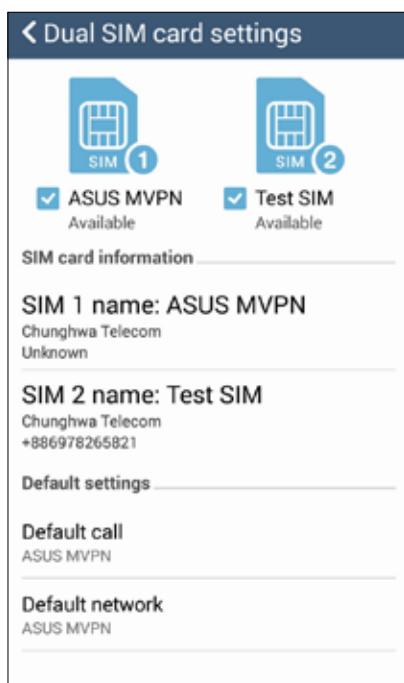 Dual SIM card settings
SIM 1
SIM 2
ASUS MVPN
Available
Test SIM
Available
SIM card information
SIM 1 name: ASUS MVPN
Chunghwa Telecom
Unknown
SIM 2 name: Test SIM
Chunghwa Telecom
+886978265821
Default settings
Default call
ASUS MVPN
Default network
ASUS MVPN